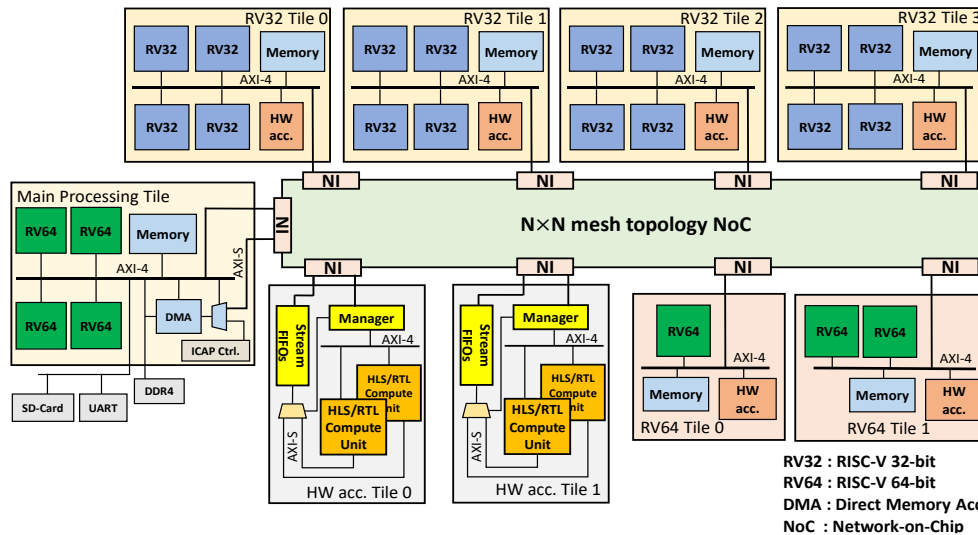 RV32 Tile 0
RV32 Tile 1
RV32 Tile 2
RV32 Tile 3
RV32
RV32
Memory
AXI-4
RV32
RV32
HW
acc.
RV32
RV32
Memory
AXI-4
RV32
RV32
HW
acc.
RV32
RV32
Memory
AXI-4
RV32
RV32
HW
acc.
RV32
RV32
Memory
AXI-4
RV32
RV32
HW
acc.
NI
NI
NI
NI
Main Processing Tile
RV64
RV64
Memory
AXI-4
AXI-S
RV64
RV64
DMA
ICAP Ctrl.
SD-Card
UART
DDR4
NI
N×N mesh topology NoC
NI
NI
NI
NI
Stream
FIFOs
Manager
AXI-4
HLS/RTL
Compute
Unit
HLS/RTL
Compute
Unit
AXI-S
HW acc. Tile 0
Stream
FIFOs
Manager
AXI-4
HLS/RTL
Compute
Unit
HLS/RTL
Compute
Unit
AXI-S
HW acc. Tile 1
RV64
AXI-4
Memory
HW
acc.
RV64 Tile 0
RV64
RV64
AXI-4
Memory
HW
acc.
RV64 Tile 1
RV32 : RISC-V 32-bit
RV64 : RISC-V 64-bit
DMA : Direct Memory Acc
NoC : Network-on-Chip